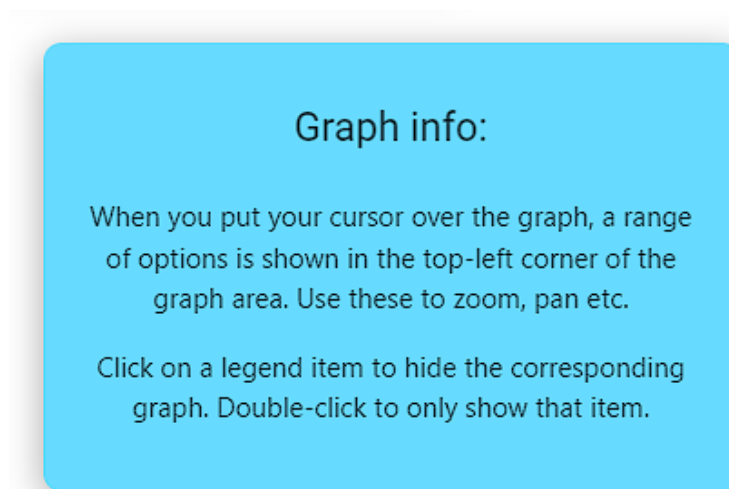 Graph info:
When you put your cursor over the graph, a range
of options is shown in the top-left corner of the
graph area. Use these to zoom, pan etc.
Click on a legend item to hide the corresponding
graph. Double-click to only show that item.